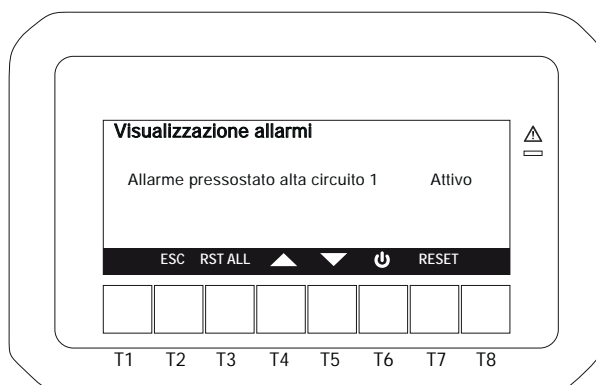 Visualizzazione allarmi
Allarme pressostato alta circuito 1 Attivo
ESC RST ALL RESET
T1 T2 T3 T4 T5 T6 T7 T8